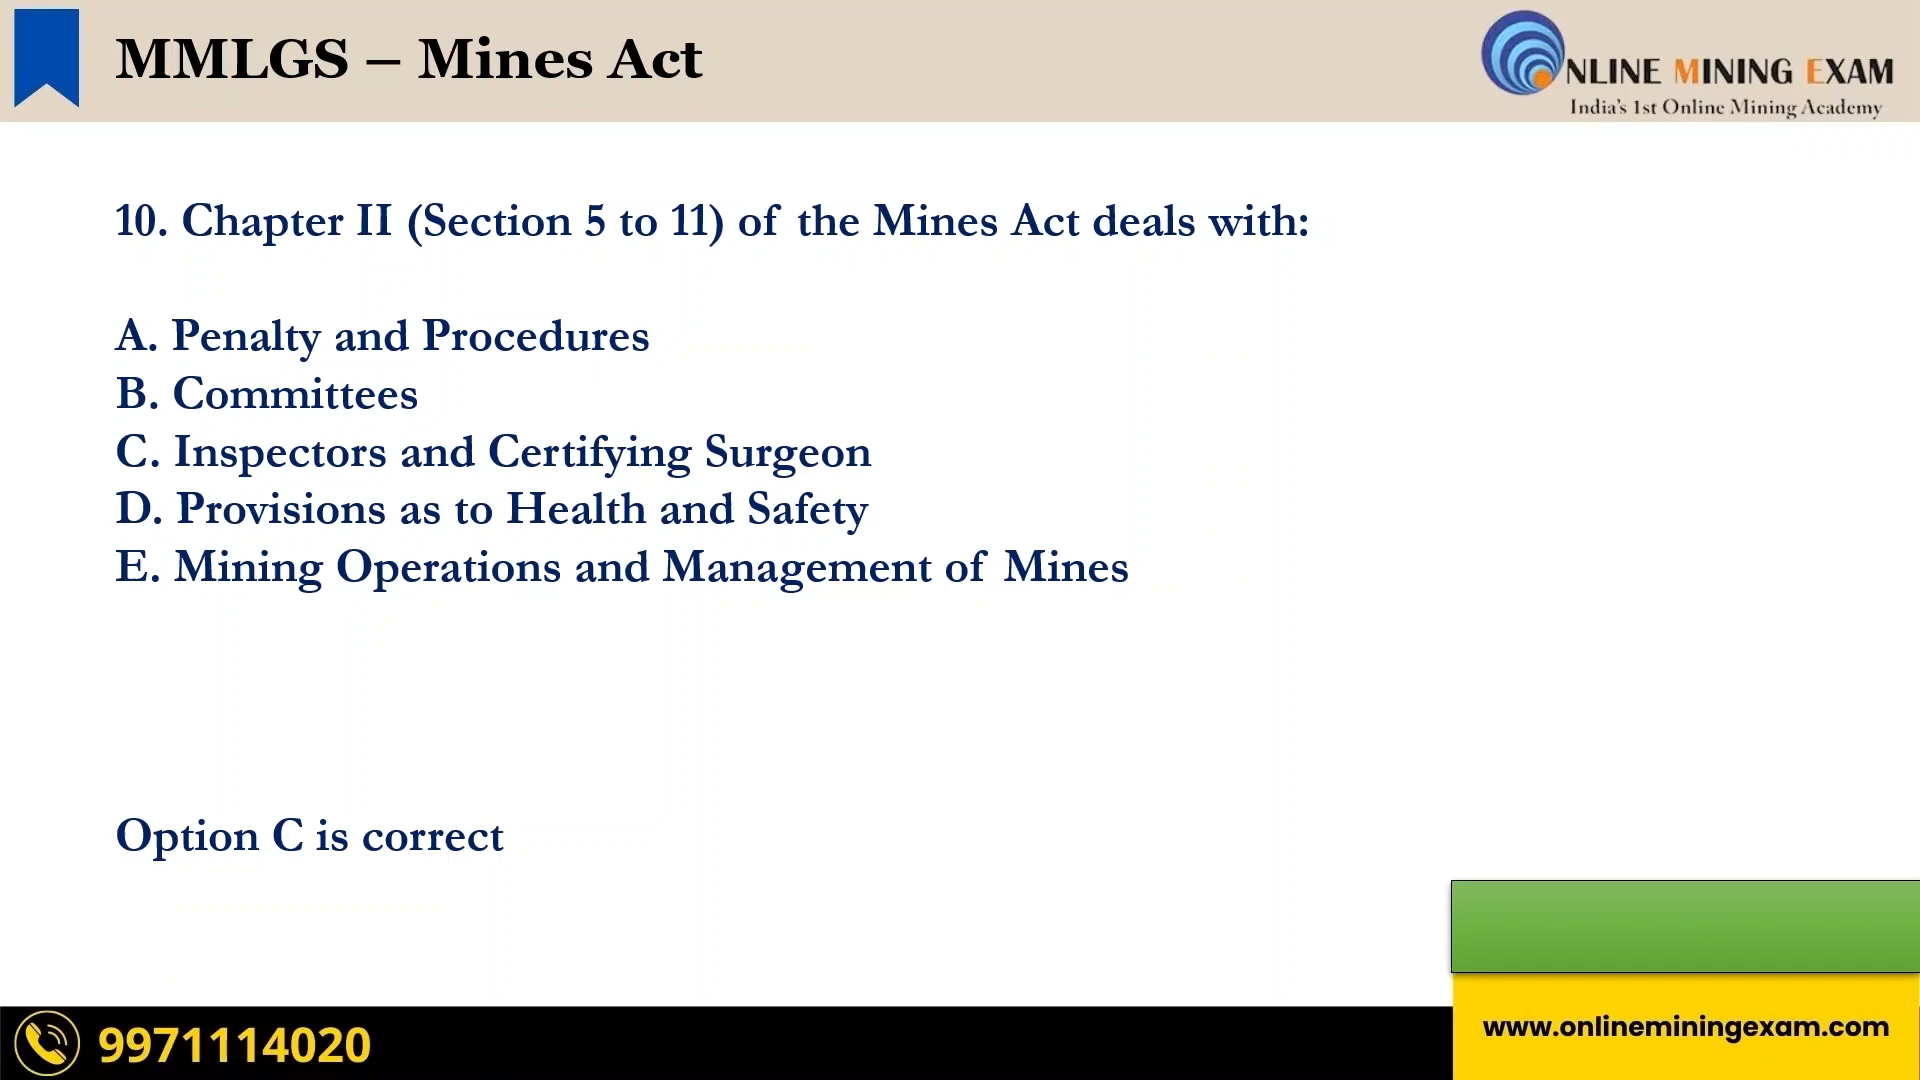 MMLGS – Mines Act
NLINE MINING EXAM
India's 1st Online Mining Academy
10. Chapter II (Section 5 to 11) of the Mines Act deals with:
A. Penalty and Procedures
B. Committees
C. Inspectors and Certifying Surgeon
D. Provisions as to Health and Safety
E. Mining Operations and Management of Mines
Option C is correct
9971114020
www.onlineminingexam.com